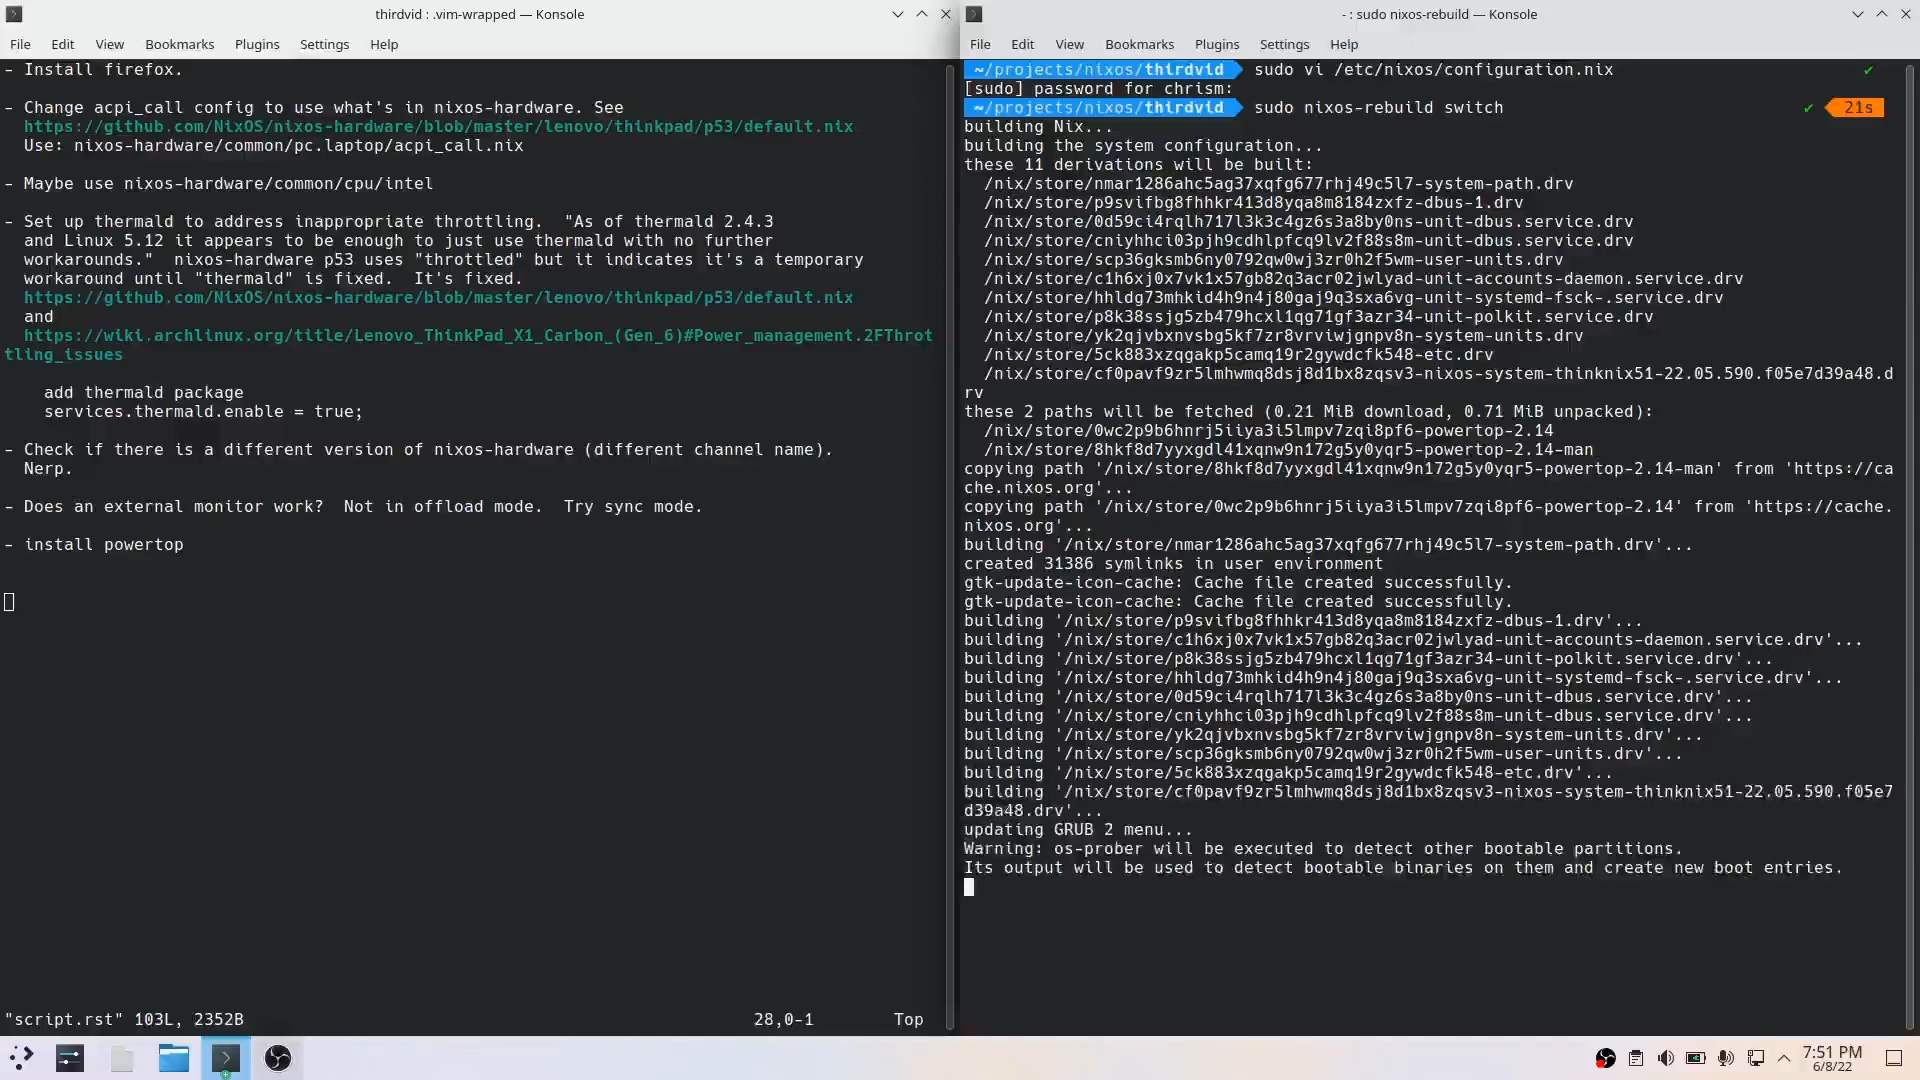 thirdvid : .vim-wrapped — Konsole
File Edit View Bookmarks Plugins Settings Help
- Install firefox.
- Change acpi_call config to use what's in nixos-hardware. See
https://github.com/NixOS/nixos-hardware/blob/master/lenovo/thinkpad/p53/default.nix
Use: nixos-hardware/common/pc.laptop/acpi_call.nix
- Maybe use nixos-hardware/common/cpu/intel
- Set up thermald to address inappropriate throttling.  "As of thermald 2.4.3
and Linux 5.12 it appears to be enough to just use thermald with no further
workarounds."  nixos-hardware p53 uses "throttled" but it indicates it's a temporary
workaround until "thermald" is fixed.  It's fixed.
https://github.com/NixOS/nixos-hardware/blob/master/lenovo/thinkpad/p53/default.nix
and
https://wiki.archlinux.org/title/Lenovo_ThinkPad_X1_Carbon_(Gen_6)#Power_management.2FThrot
tling_issues
add thermald package
services.thermald.enable = true;
- Check if there is a different version of nixos-hardware (different channel name).
Nerp.
- Does an external monitor work?  Not in offload mode.  Try sync mode.
- install powertop
"script.rst" 103L, 2352B 28,0-1 Top
- : sudo nixos-rebuild — Konsole
File Edit View Bookmarks Plugins Settings Help
~/projects/nixos/thirdvid sudo vi /etc/nixos/configuration.nix ✔
[sudo] password for chrism:
~/projects/nixos/thirdvid sudo nixos-rebuild switch ✔ 21s
building Nix...
building the system configuration...
these 11 derivations will be built:
/nix/store/nmar1286ahc5ag37xqfg677rhj49c5l7-system-path.drv
/nix/store/p9svifbg8fhhkr413d8yqa8m8184zxfz-dbus-1.drv
/nix/store/0d59ci4rqlh717l3k3c4gz6s3a8by0ns-unit-dbus.service.drv
/nix/store/cniyhhci03pjh9cdhlpfcq9lv2f88s8m-unit-dbus.service.drv
/nix/store/scp36gksmb6ny0792qw0wj3zr0h2f5wm-user-units.drv
/nix/store/c1h6xj0x7vk1x57gb82q3acr02jwlyad-unit-accounts-daemon.service.drv
/nix/store/hhldg73mhkid4h9n4j80gaj9q3sxa6vg-unit-systemd-fsck-.service.drv
/nix/store/p8k38ssjg5zb479hcxl1qg71gf3azr34-unit-polkit.service.drv
/nix/store/yk2qjvbxnvsbg5kf7zr8vrviwjgnpv8n-system-units.drv
/nix/store/5ck883xzqgakp5camq19r2gywdcfk548-etc.drv
/nix/store/cf0pavf9zr5lmhwmq8dsj8d1bx8zqsv3-nixos-system-thinknix51-22.05.590.f05e7d39a48.d
rv
these 2 paths will be fetched (0.21 MiB download, 0.71 MiB unpacked):
/nix/store/0wc2p9b6hnrj5iiya3i5lmpv7zqi8pf6-powertop-2.14
/nix/store/8hkf8d7yyxgdl41xqnw9n172g5y0yqr5-powertop-2.14-man
copying path '/nix/store/8hkf8d7yyxgdl41xqnw9n172g5y0yqr5-powertop-2.14-man' from 'https://ca
che.nixos.org'...
copying path '/nix/store/0wc2p9b6hnrj5iiya3i5lmpv7zqi8pf6-powertop-2.14' from 'https://cache.
nixos.org'...
building '/nix/store/nmar1286ahc5ag37xqfg677rhj49c5l7-system-path.drv'...
created 31386 symlinks in user environment
gtk-update-icon-cache: Cache file created successfully.
gtk-update-icon-cache: Cache file created successfully.
building '/nix/store/p9svifbg8fhhkr413d8yqa8m8184zxfz-dbus-1.drv'...
building '/nix/store/c1h6xj0x7vk1x57gb82q3acr02jwlyad-unit-accounts-daemon.service.drv'...
building '/nix/store/p8k38ssjg5zb479hcxl1qg71gf3azr34-unit-polkit.service.drv'...
building '/nix/store/hhldg73mhkid4h9n4j80gaj9q3sxa6vg-unit-systemd-fsck-.service.drv'...
building '/nix/store/0d59ci4rqlh717l3k3c4gz6s3a8by0ns-unit-dbus.service.drv'...
building '/nix/store/cniyhhci03pjh9cdhlpfcq9lv2f88s8m-unit-dbus.service.drv'...
building '/nix/store/yk2qjvbxnvsbg5kf7zr8vrviwjgnpv8n-system-units.drv'...
building '/nix/store/scp36gksmb6ny0792qw0wj3zr0h2f5wm-user-units.drv'...
building '/nix/store/5ck883xzqgakp5camq19r2gywdcfk548-etc.drv'...
building '/nix/store/cf0pavf9zr5lmhwmq8dsj8d1bx8zqsv3-nixos-system-thinknix51-22.05.590.f05e7
d39a48.drv'...
updating GRUB 2 menu...
Warning: os-prober will be executed to detect other bootable partitions.
Its output will be used to detect bootable binaries on them and create new boot entries.
7:51 PM
6/8/22